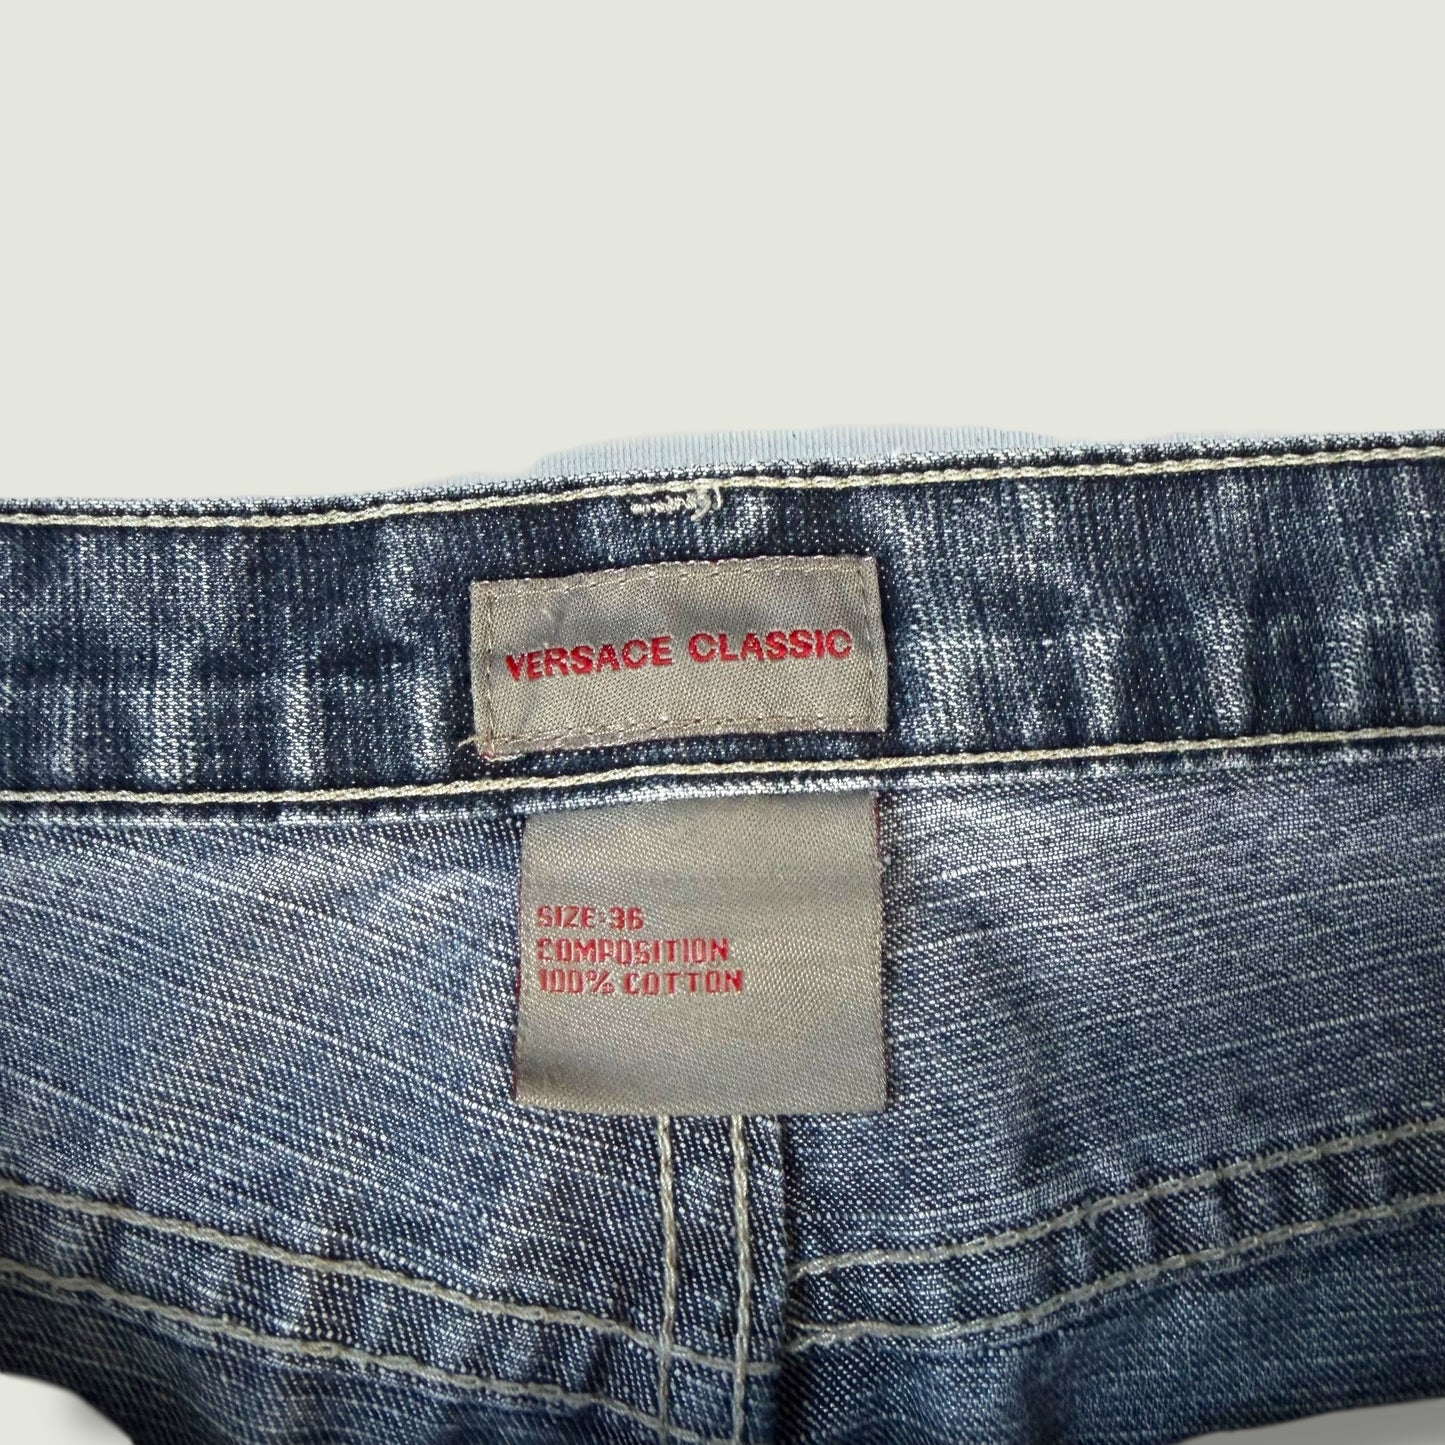 VERSACE CLASSIC
SIZE 36
COMPOSITION
100% COTTON